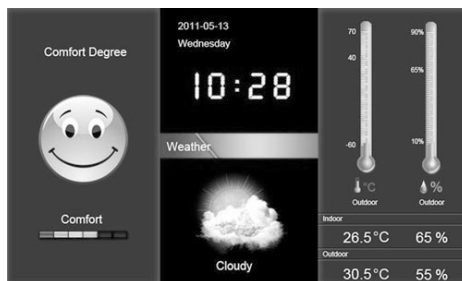 Comfort Degree
Comfort
2011-05-13
Wednesday
10:28
Weather
Cloudy
70
40
-60
°C
Outdoor
90%
65%
10%
%
Outdoor
Indoor
26.5°C 65 %
Outdoor
30.5°C 55 %